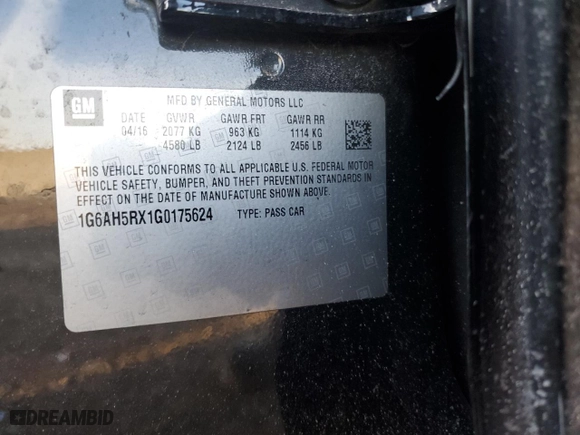 GM
MFD BY GENERAL MOTORS LLC
DATE GVWR GAWR FRT GAWR RR
04/16 2077 KG 963 KG 1114 KG
4580 LB 2124 LB 2456 LB
THIS VEHICLE CONFORMS TO ALL APPLICABLE U.S. FEDERAL MOTOR
VEHICLE SAFETY, BUMPER, AND THEFT PREVENTION STANDARDS IN
EFFECT ON THE DATE OF MANUFACTURE SHOWN ABOVE.
1G6AH5RX1G0175624 TYPE: PASS CAR
DREAMBID